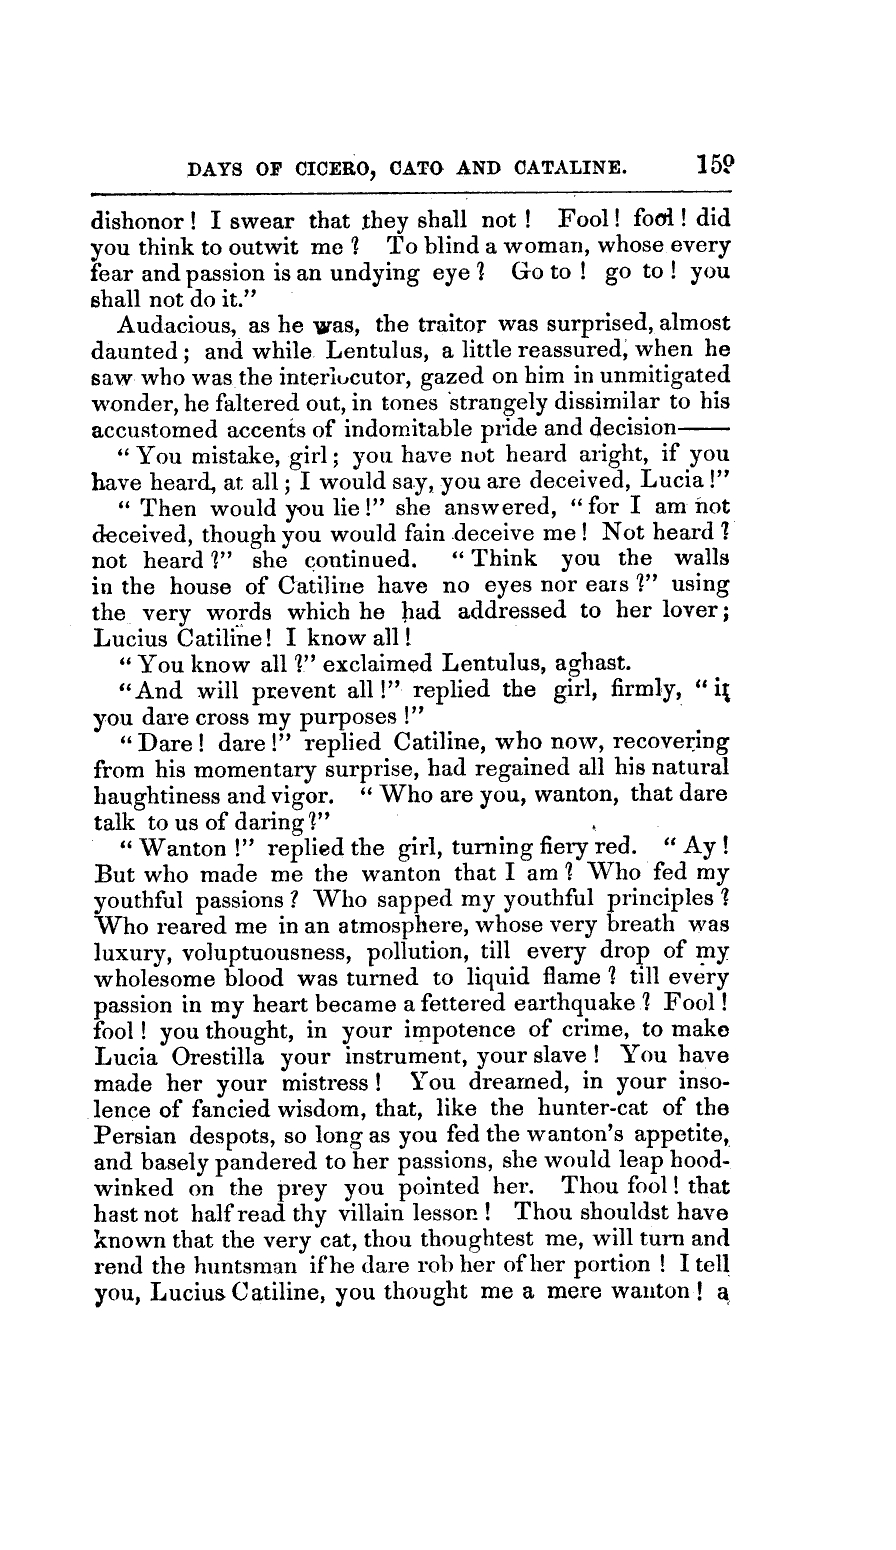 DAYS OF CICERO, CATO AND CATALINE. 159
dishonor! I swear that they shall not! Fool! fool! did
you think to outwit me? To blind a woman, whose every
fear and passion is an undying eye? Go to! go to! you
shall not do it."
Audacious, as he was, the traitor was surprised, almost
daunted; and while Lentulus, a little reassured, when he
saw who was the interlocutor, gazed on him in unmitigated
wonder, he faltered out, in tones strangely dissimilar to his
accustomed accents of indomitable pride and decision——
"You mistake, girl; you have not heard aright, if you
have heard, at all; I would say, you are deceived, Lucia!"
"Then would you lie!" she answered, "for I am not
deceived, though you would fain deceive me! Not heard?
not heard?" she continued. "Think you the walls
in the house of Catiline have no eyes nor ears?" using
the very words which he had addressed to her lover;
Lucius Catiline! I know all!
"You know all?" exclaimed Lentulus, aghast.
"And will prevent all!" replied the girl, firmly, "if
you dare cross my purposes!"
"Dare! dare!" replied Catiline, who now, recovering
from his momentary surprise, had regained all his natural
haughtiness and vigor. "Who are you, wanton, that dare
talk to us of daring?"
"Wanton!" replied the girl, turning fiery red. "Ay!
But who made me the wanton that I am? Who fed my
youthful passions? Who sapped my youthful principles?
Who reared me in an atmosphere, whose very breath was
luxury, voluptuousness, pollution, till every drop of my
wholesome blood was turned to liquid flame? till every
passion in my heart became a fettered earthquake? Fool!
fool! you thought, in your impotence of crime, to make
Lucia Orestilla your instrument, your slave! You have
made her your mistress! You dreamed, in your inso-
lence of fancied wisdom, that, like the hunter-cat of the
Persian despots, so long as you fed the wanton's appetite,
and basely pandered to her passions, she would leap hood-
winked on the prey you pointed her. Thou fool! that
hast not half read thy villain lesson! Thou shouldst have
known that the very cat, thou thoughtest me, will turn and
rend the huntsman if he dare rob her of her portion! I tell
you, Lucius Catiline, you thought me a mere wanton! a